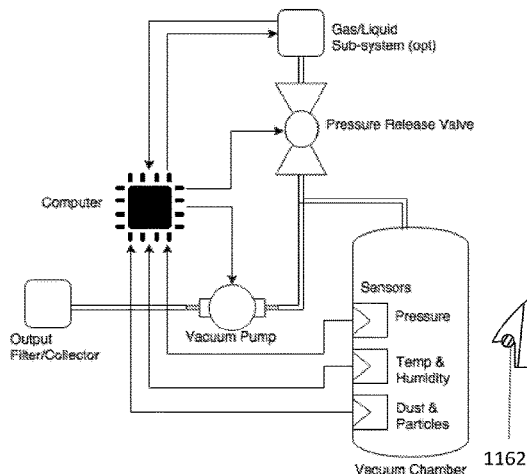 Gas/Liquid
Sub-system (opt)
Pressure Release Valve
Computer
Sensors
Pressure
Output
Filter/Collector
Vacuum Pump
Temp &
Humidity
Dust &
Particles
Vacuum Chamber
1162